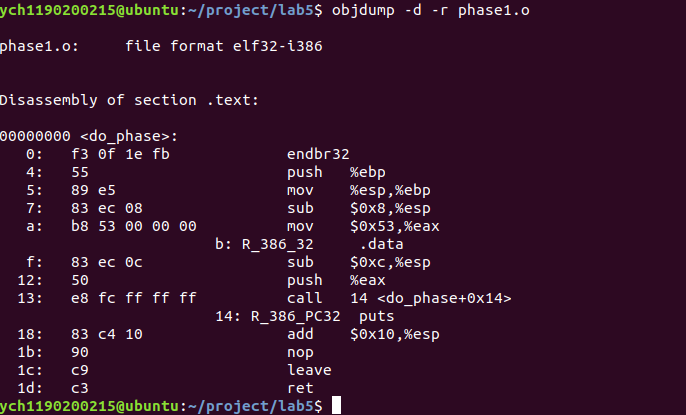 ych1190200215@ubuntu:~/project/lab5$ objdump -d -r phase1.o
phase1.o:     file format elf32-i386
Disassembly of section .text:
00000000 <do_phase>:
   0:   f3 0f 1e fb             endbr32
   4:   55                      push   %ebp
   5:   89 e5                   mov    %esp,%ebp
   7:   83 ec 08                sub    $0x8,%esp
   a:   b8 53 00 00 00          mov    $0x53,%eax
                        b: R_386_32     .data
   f:   83 ec 0c                sub    $0xc,%esp
  12:   50                      push   %eax
  13:   e8 fc ff ff ff          call   14 <do_phase+0x14>
                        14: R_386_PC32  puts
  18:   83 c4 10                add    $0x10,%esp
  1b:   90                      nop
  1c:   c9                      leave
  1d:   c3                      ret
ych1190200215@ubuntu:~/project/lab5$